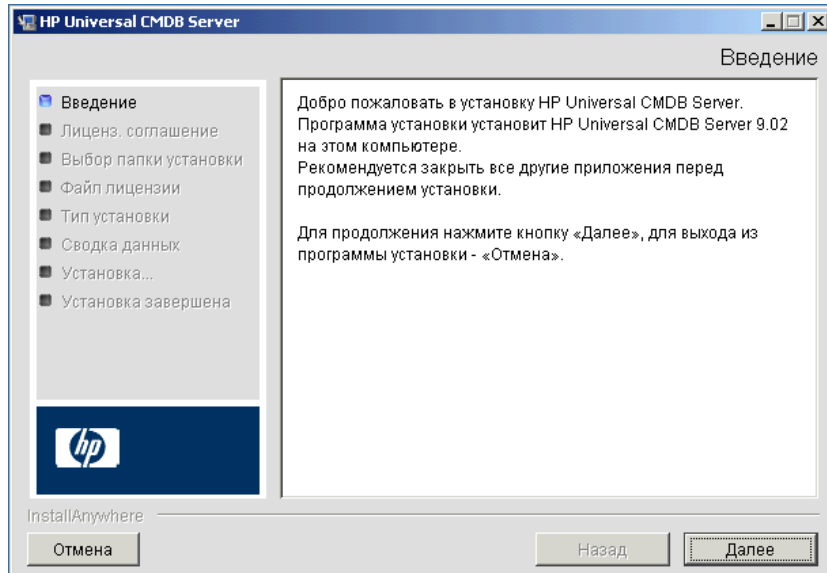 HP Universal CMDB Server
Введение
Введение
Лиценз. соглашение
Выбор папки установки
Файл лицензии
Тип установки
Сводка данных
Установка...
Установка завершена
Добро пожаловать в установку HP Universal CMDB Server.
Программа установки установит HP Universal CMDB Server 9.02
на этом компьютере.
Рекомендуется закрыть все другие приложения перед
продолжением установки.
Для продолжения нажмите кнопку «Далее», для выхода из
программы установки - «Отмена».
hp
InstallAnywhere
Отмена
Назад
Далее